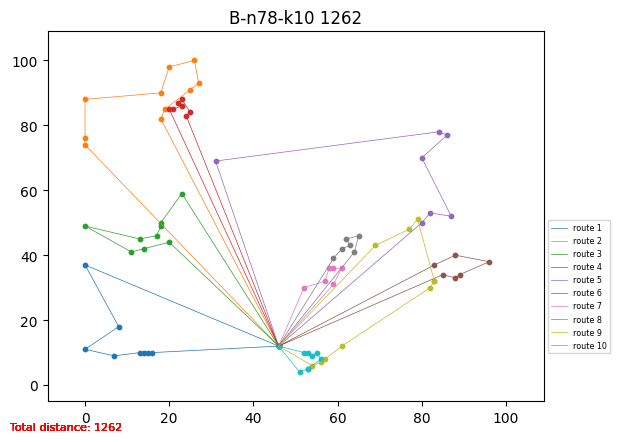 B-n78-k10 1262
100
80
60
40
20
0
0 20 40 60 80 100
route 1
route 2
route 3
route 4
route 5
route 6
route 7
route 8
route 9
route 10
Total distance: 1262